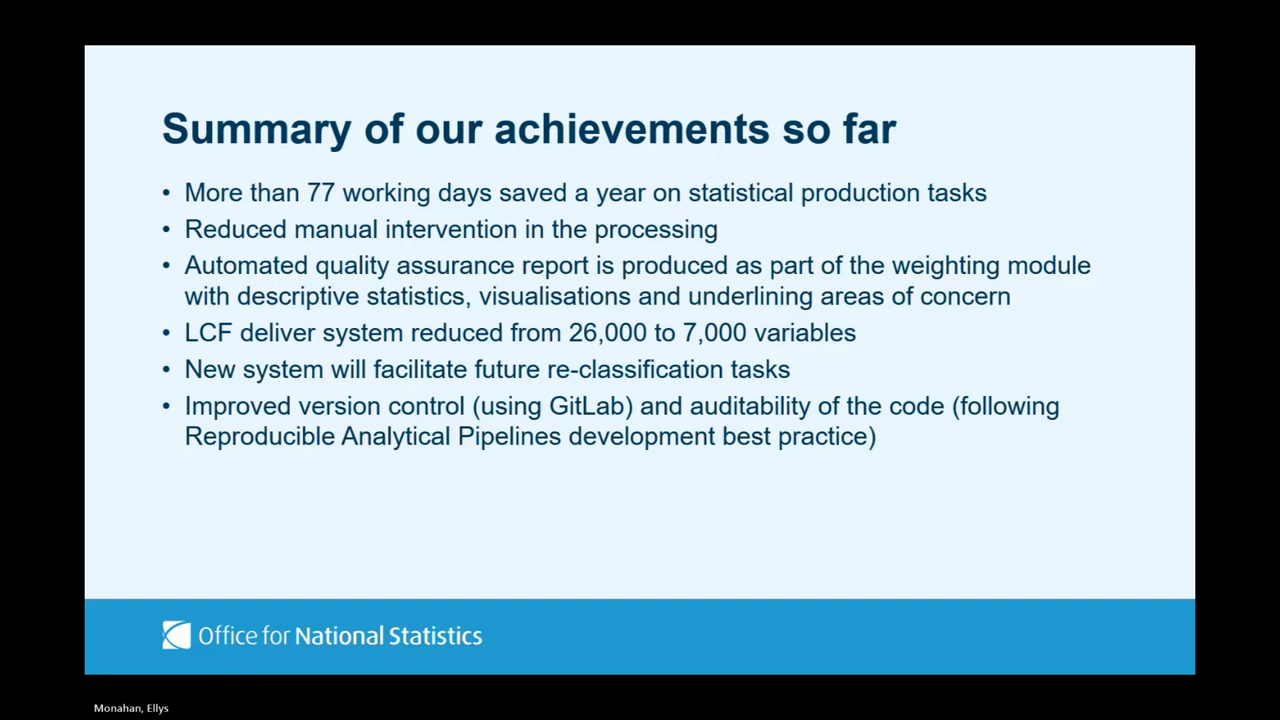 Summary of our achievements so far
• More than 77 working days saved a year on statistical production tasks
• Reduced manual intervention in the processing
• Automated quality assurance report is produced as part of the weighting module
with descriptive statistics, visualisations and underlining areas of concern
• LCF deliver system reduced from 26,000 to 7,000 variables
• New system will facilitate future re-classification tasks
• Improved version control (using GitLab) and auditability of the code (following
Reproducible Analytical Pipelines development best practice)
Office for National Statistics
Monahan, Ellys